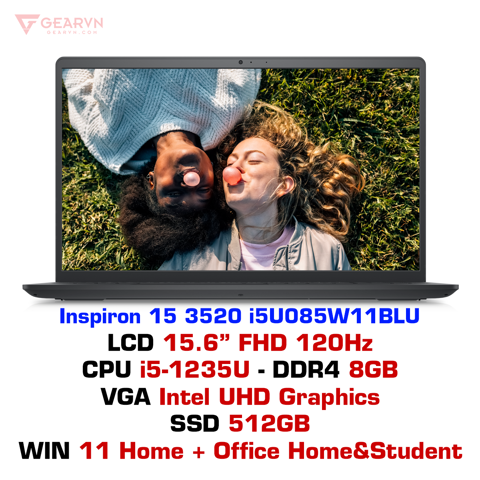 GEARVN
GEARVN.COM
Inspiron 15 3520 i5U085W11BLU
LCD 15.6” FHD 120Hz
CPU i5-1235U - DDR4 8GB
VGA Intel UHD Graphics
SSD 512GB
WIN 11 Home + Office Home&Student